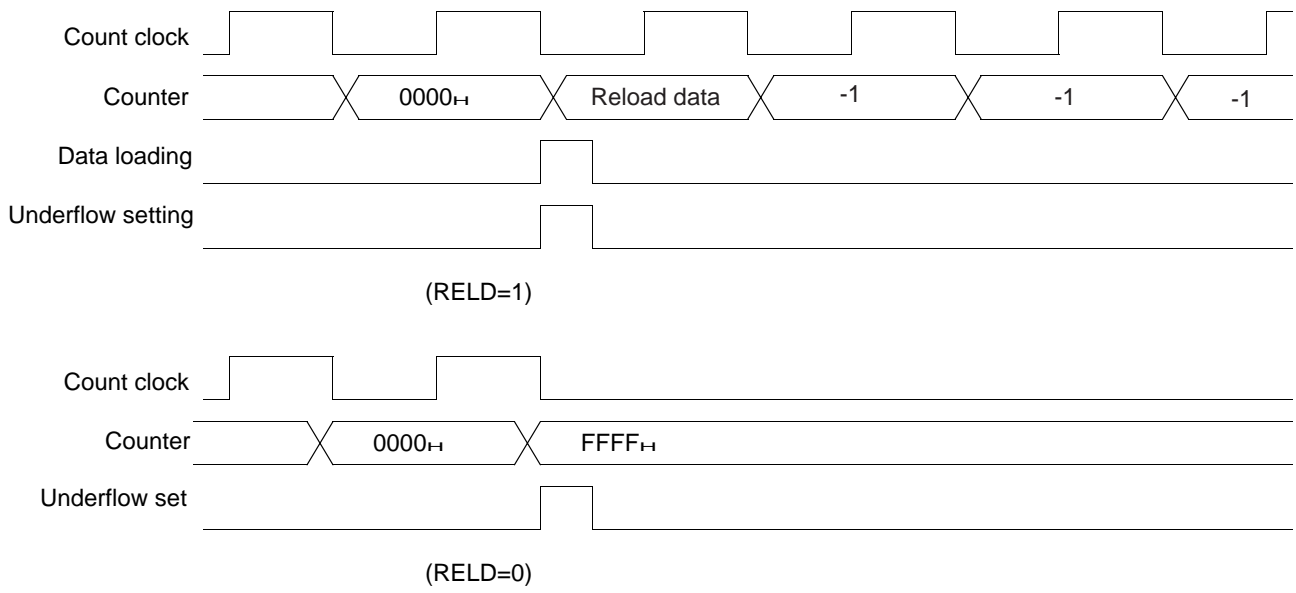 Count clock
Counter 0000H Reload data -1 -1 -1
Data loading
Underflow setting
(RELD=1)
Count clock
Counter 0000H FFFFH
Underflow set
(RELD=0)